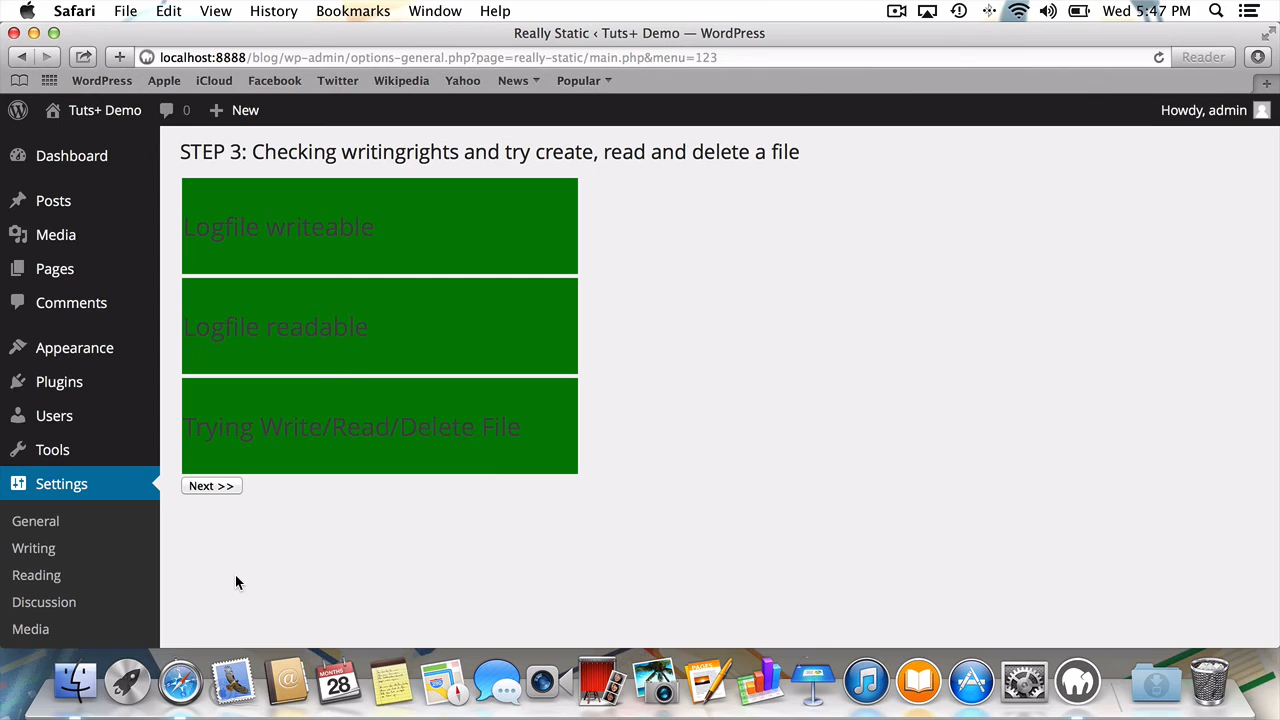 Safari File Edit View History Bookmarks Window Help Wed 5:47 PM
Really Static ‹ Tuts+ Demo — WordPress
localhost:8888/blog/wp-admin/options-general.php?page=really-static/main.php&menu=123 Reader
WordPress Apple iCloud Facebook Twitter Wikipedia Yahoo News Popular
Tuts+ Demo 0 New Howdy, admin
Dashboard
Posts
Media
Pages
Comments
Appearance
Plugins
Users
Tools
Settings
General
Writing
Reading
Discussion
Media
STEP 3: Checking writingrights and try create, read and delete a file
Logfile writeable
Logfile readable
Trying Write/Read/Delete File
Next >>
28